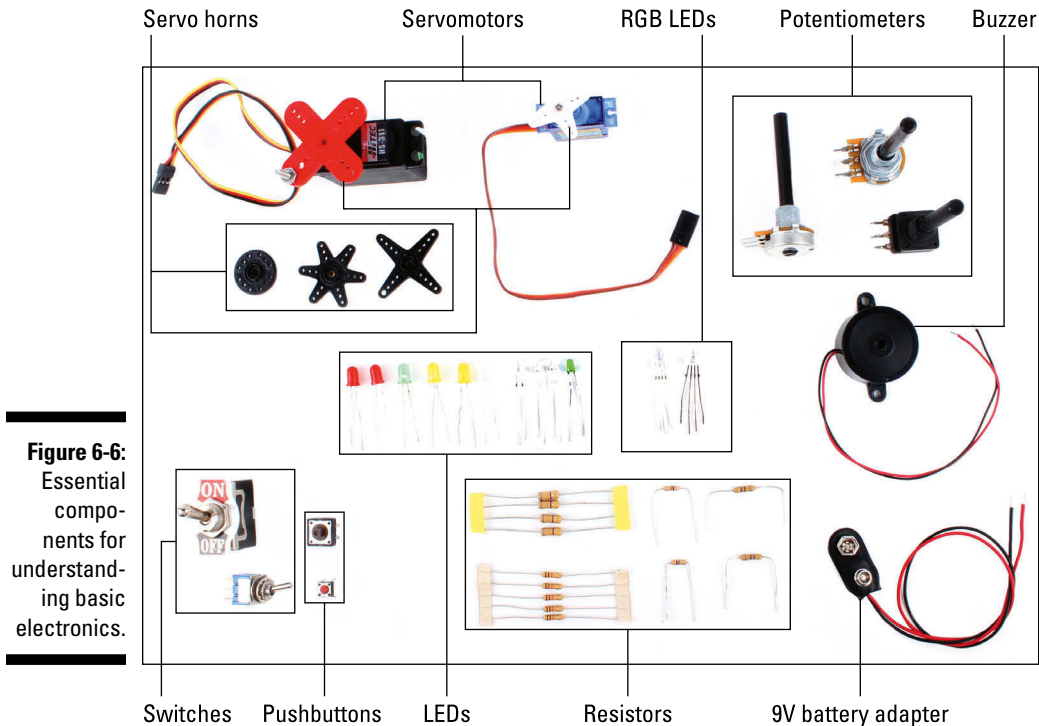 Servo horns
Servomotors
RGB LEDs
Potentiometers
Buzzer
HiTEC
HS-311
ON
OFF
Figure 6-6:
Essential
compo-
nents for
understand-
ing basic
electronics.
Switches
Pushbuttons
LEDs
Resistors
9V battery adapter